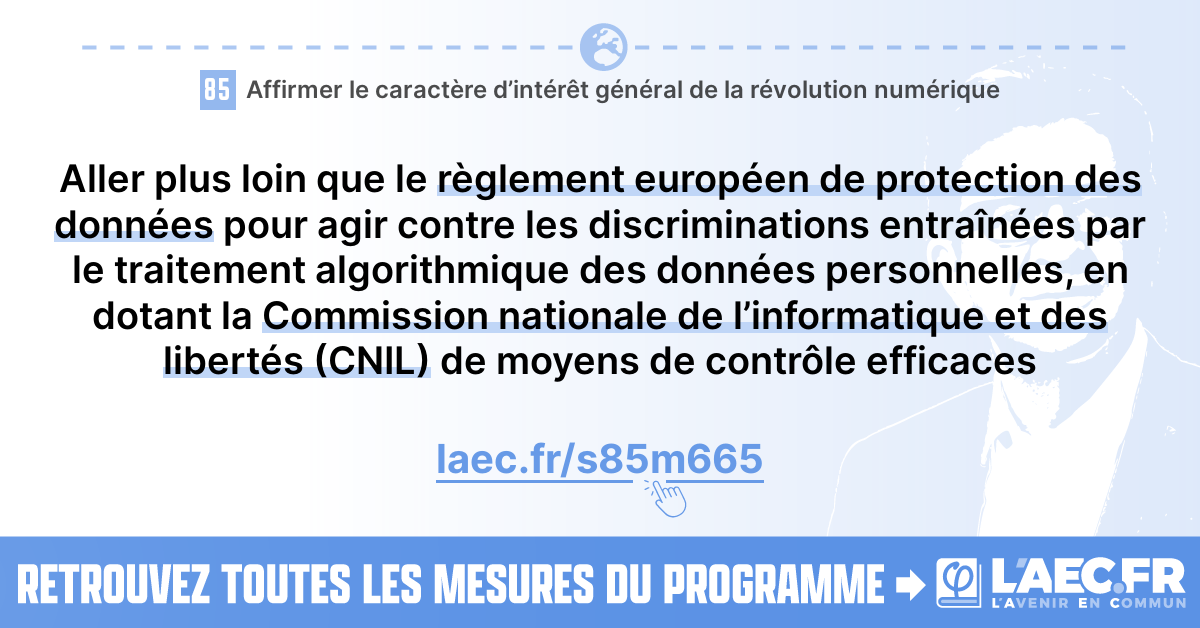 85 Affirmer le caractère d’intérêt général de la révolution numérique
Aller plus loin que le règlement européen de protection des
données pour agir contre les discriminations entraînées par
le traitement algorithmique des données personnelles, en
dotant la Commission nationale de l’informatique et des
libertés (CNIL) de moyens de contrôle efficaces
laec.fr/s85m665
RETROUVEZ TOUTES LES MESURES DU PROGRAMME
φ L'AEC.FR
L'AVENIR EN COMMUN